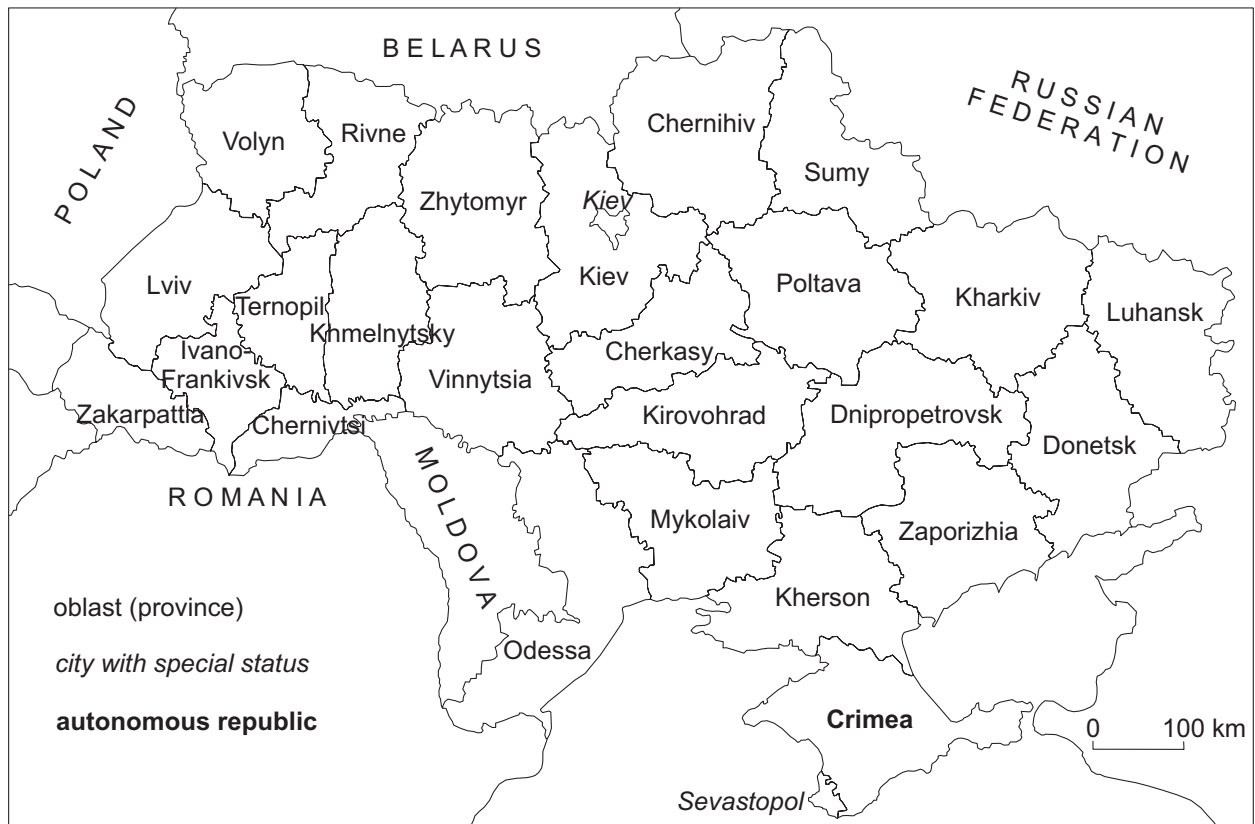 BELARUS
RUSSIAN
FEDERATION
POLAND
Volyn
Rivne
Chernihiv
Sumy
Zhytomyr
Kiev
Kiev
Lviv
Ternopil
Khmelnytsky
Poltava
Kharkiv
Luhansk
Ivano-
Frankivsk
Vinnytsia
Cherkasy
Zakarpattia
Chernivtsi
Kirovohrad
Dnipropetrovsk
Donetsk
ROMANIA
MOLDOVA
Mykolaiv
Zaporizhia
Kherson
Odessa
oblast (province)
city with special status
autonomous republic
Crimea
0 100 km
Sevastopol